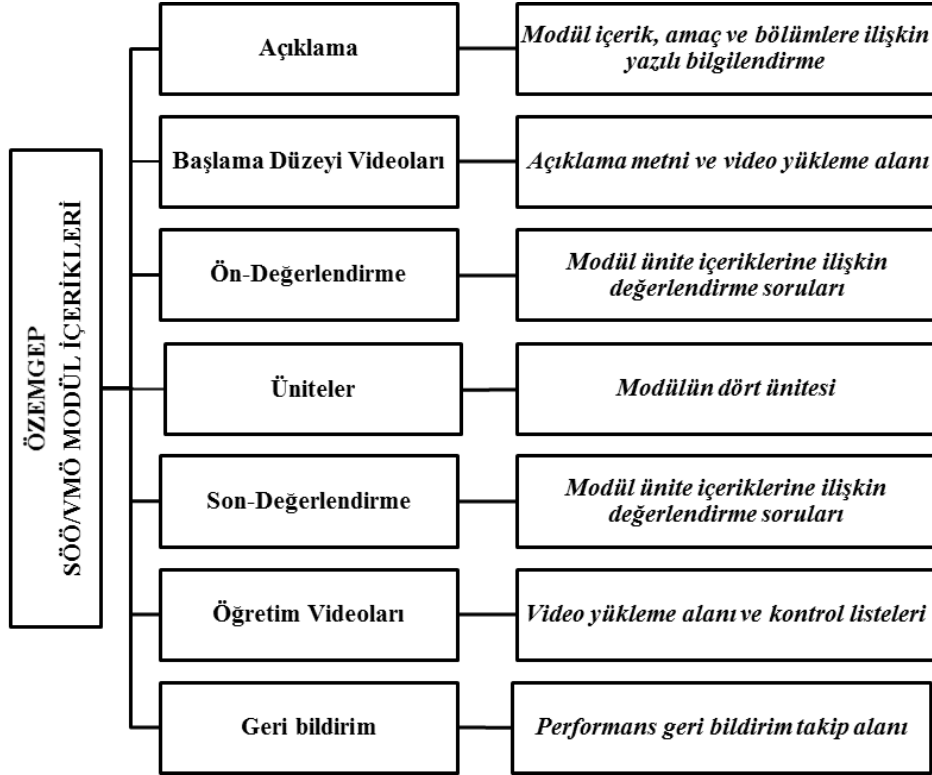 ÖZEMGEP
SÖÖ/VMÖ MODÜL İÇERİKLERİ
Açıklama
Modül içerik, amaç ve bölümlere ilişkin
yazılı bilgilendirme
Başlama Düzeyi Videoları
Açıklama metni ve video yükleme alanı
Ön-Değerlendirme
Modül ünite içeriklerine ilişkin
değerlendirme soruları
Üniteler
Modülün dört ünitesi
Son-Değerlendirme
Modül ünite içeriklerine ilişkin
değerlendirme soruları
Öğretim Videoları
Video yükleme alanı ve kontrol listeleri
Geri bildirim
Performans geri bildirim takip alanı